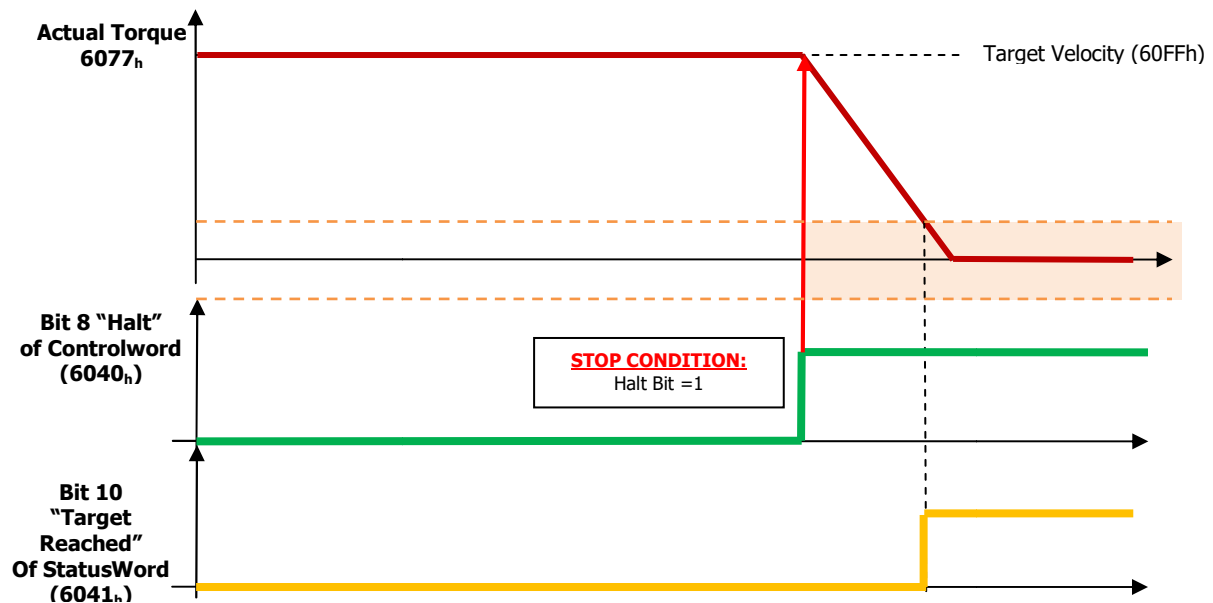 Actual Torque
6077h
Target Velocity (60FFh)
Bit 8 “Halt”
of Controlword
(6040h)
STOP CONDITION:
Halt Bit =1
Bit 10
“Target
Reached”
Of StatusWord
(6041h)